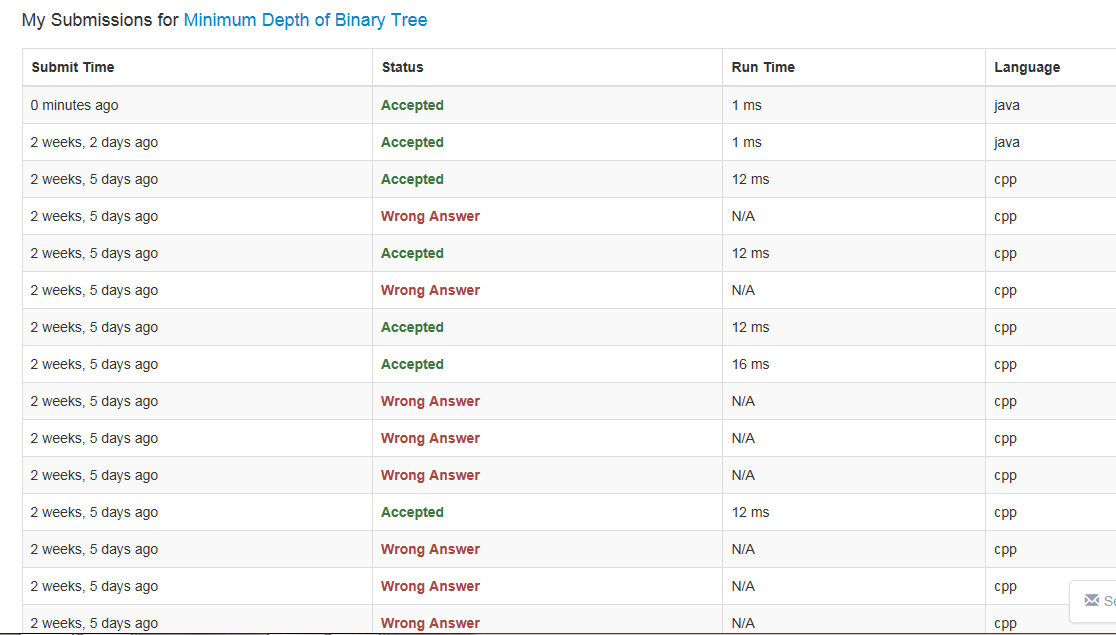 My Submissions for Minimum Depth of Binary Tree
Submit Time Status Run Time Language
0 minutes ago Accepted 1 ms java
2 weeks, 2 days ago Accepted 1 ms java
2 weeks, 5 days ago Accepted 12 ms cpp
2 weeks, 5 days ago Wrong Answer N/A cpp
2 weeks, 5 days ago Accepted 12 ms cpp
2 weeks, 5 days ago Wrong Answer N/A cpp
2 weeks, 5 days ago Accepted 12 ms cpp
2 weeks, 5 days ago Accepted 16 ms cpp
2 weeks, 5 days ago Wrong Answer N/A cpp
2 weeks, 5 days ago Wrong Answer N/A cpp
2 weeks, 5 days ago Wrong Answer N/A cpp
2 weeks, 5 days ago Accepted 12 ms cpp
2 weeks, 5 days ago Wrong Answer N/A cpp
2 weeks, 5 days ago Wrong Answer N/A cpp
2 weeks, 5 days ago Wrong Answer N/A cpp